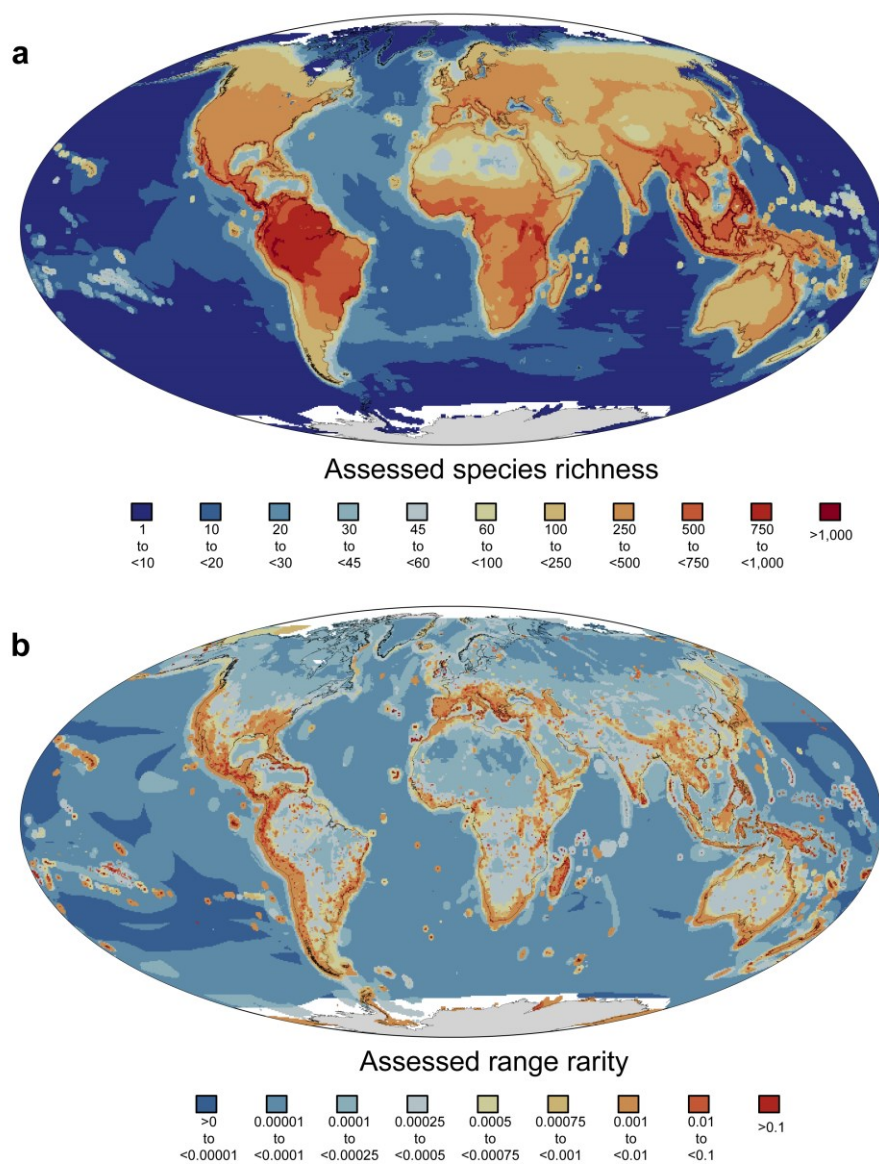 a
Assessed species richness
1 10 20 30 45 60 100 250 500 750 >1,000
to to to to to to to to to to
<10 <20 <30 <45 <60 <100 <250 <500 <750 <1,000
b
Assessed range rarity
>0 0.00001 0.0001 0.00025 0.0005 0.00075 0.001 0.01 >0.1
to to to to to to to to
<0.00001 <0.0001 <0.00025 <0.0005 <0.00075 <0.001 <0.01 <0.1